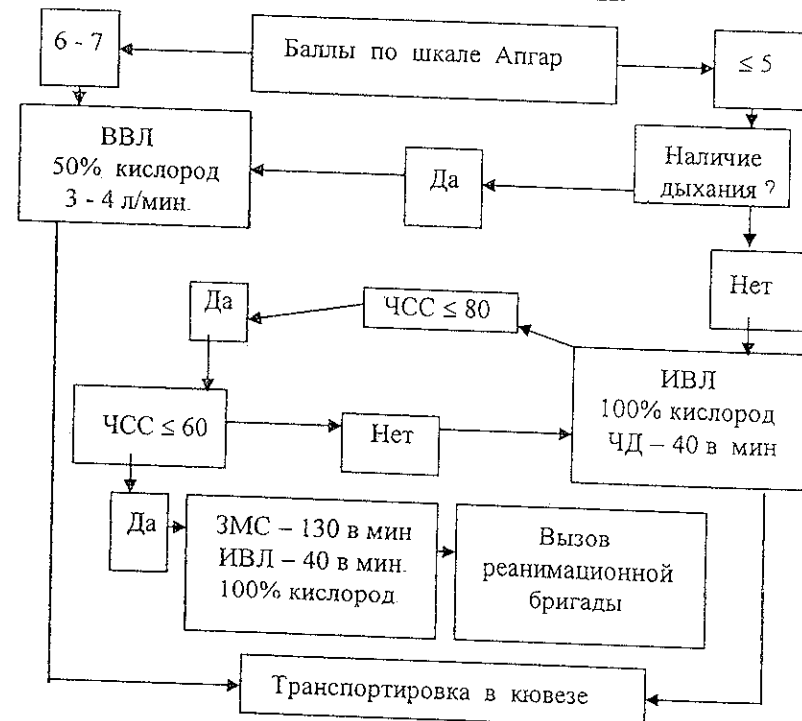 6 - 7
Баллы по шкале Апгар
≤ 5
ВВЛ
50% кислород
3 - 4 л/мин.
Да
Наличие
дыхания ?
Нет
Да
ЧСС ≤ 80
ИВЛ
100% кислород
ЧД – 40 в мин
ЧСС ≤ 60
Нет
Да
ЗМС – 130 в мин
ИВЛ – 40 в мин.
100% кислород
Вызов
реанимационной
бригады
Транспортировка в кювезе